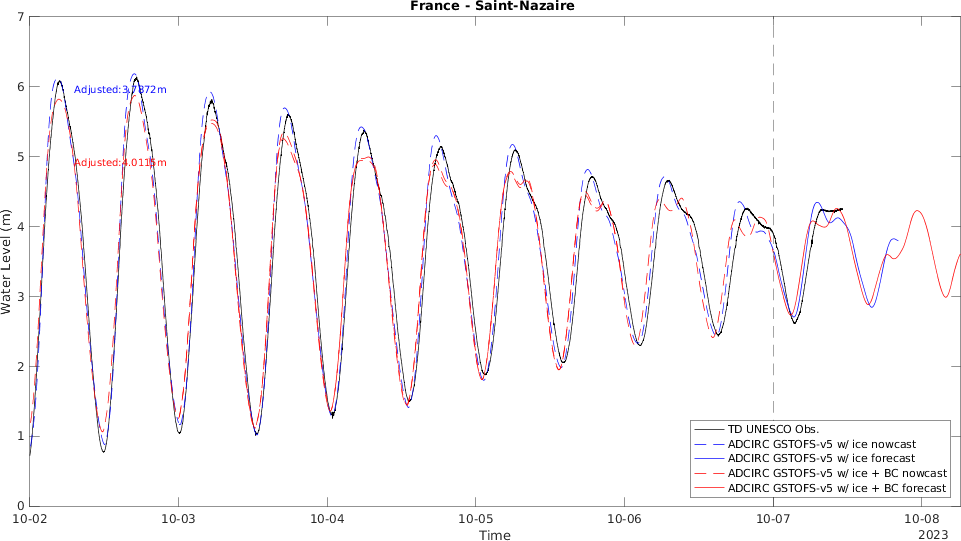 France - Saint-Nazaire
7
6
5
4
3
2
1
0
Water Level (m)
Adjusted:3.7872m
Adjusted:4.0115m
TD UNESCO Obs.
ADCIRC GSTOFS-v5 w/ ice nowcast
ADCIRC GSTOFS-v5 w/ ice forecast
ADCIRC GSTOFS-v5 w/ ice + BC nowcast
ADCIRC GSTOFS-v5 w/ ice + BC forecast
10-02 10-03 10-04 10-05 10-06 10-07 10-08
Time
2023